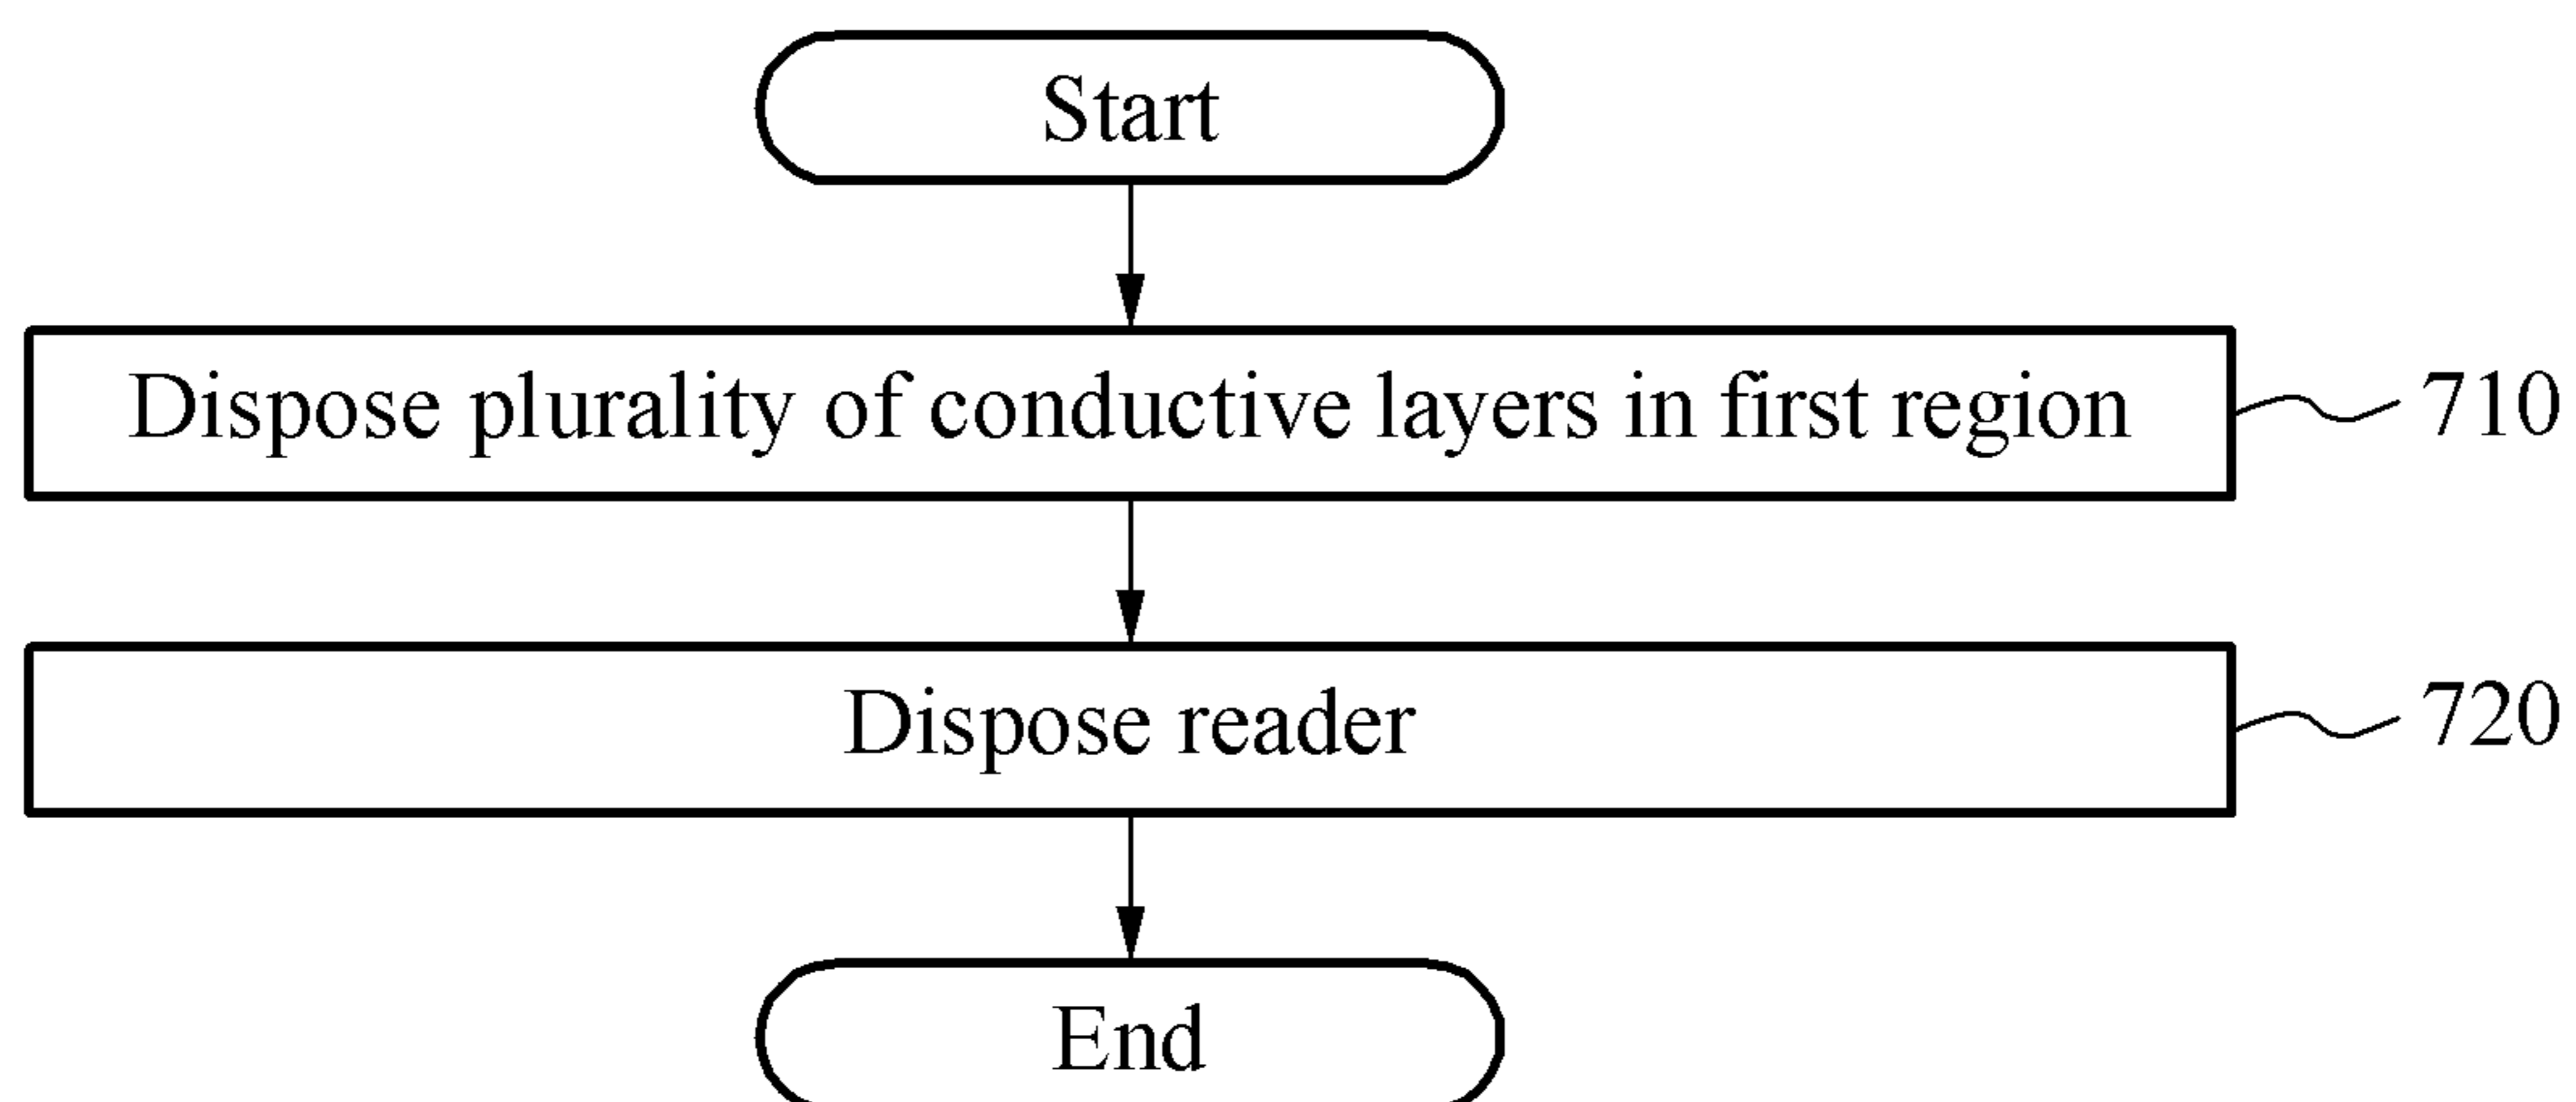 Start
Dispose plurality of conductive layers in first region
710
Dispose reader
720
End